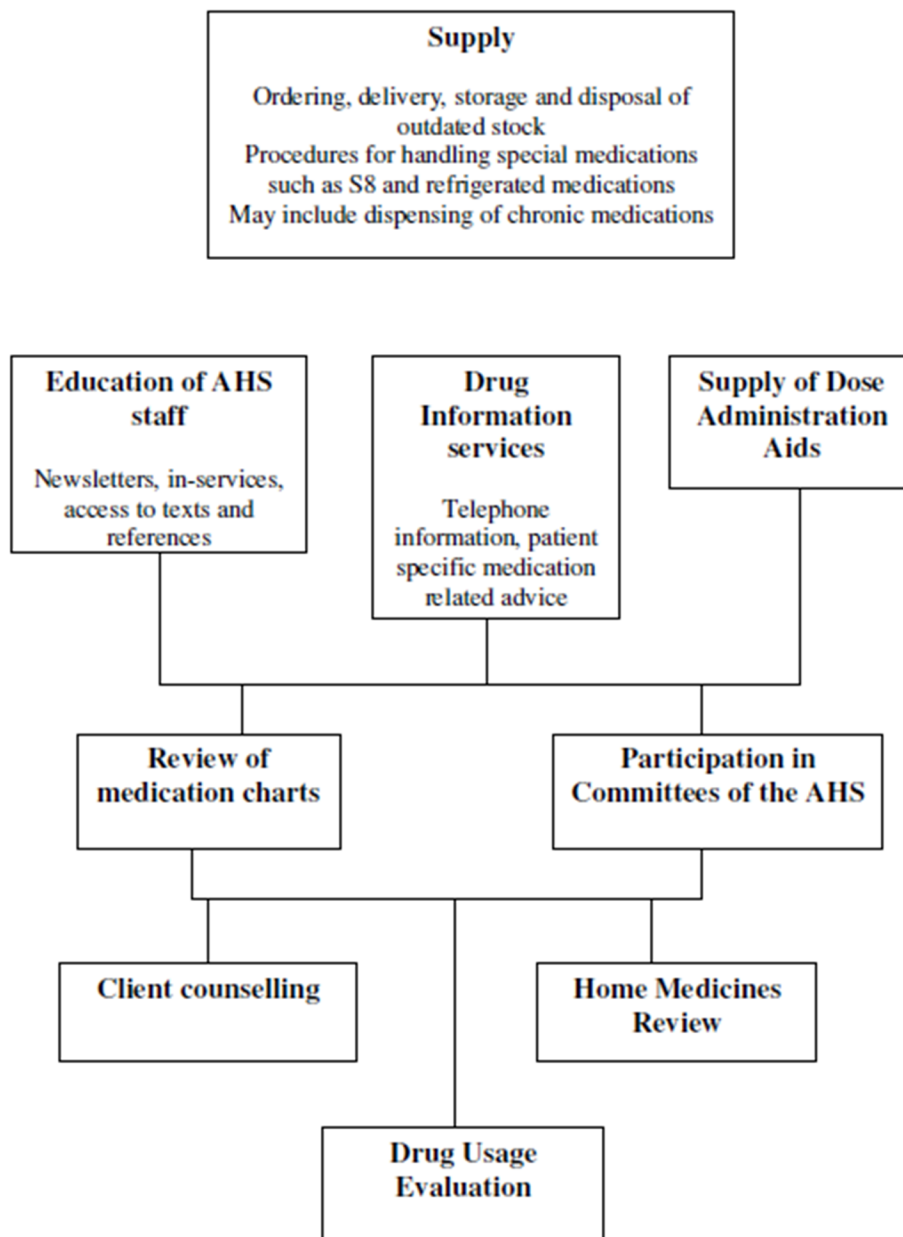 Supply
Ordering, delivery, storage and disposal of
outdated stock
Procedures for handling special medications
such as S8 and refrigerated medications
May include dispensing of chronic medications
Education of AHS
staff
Newsletters, in-services,
access to texts and
references
Drug
Information
services
Telephone
information, patient
specific medication
related advice
Supply of Dose
Administration
Aids
Review of
medication charts
Participation in
Committees of the AHS
Client counselling
Home Medicines
Review
Drug Usage
Evaluation